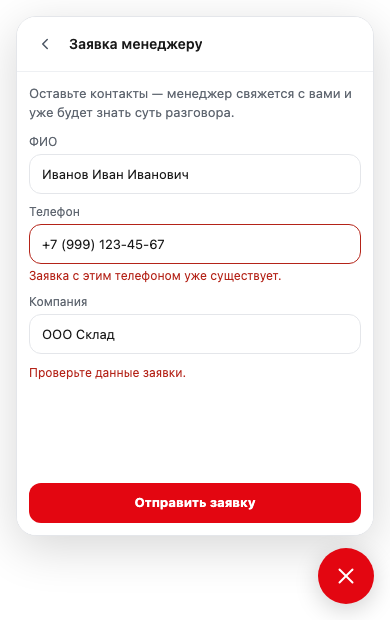 Заявка менеджеру
Оставьте контакты — менеджер свяжется с вами и
уже будет знать суть разговора.
ФИО
Иванов Иван Иванович
Телефон
+7 (999) 123-45-67
Заявка с этим телефоном уже существует.
Компания
ООО Склад
Проверьте данные заявки.
Отправить заявку